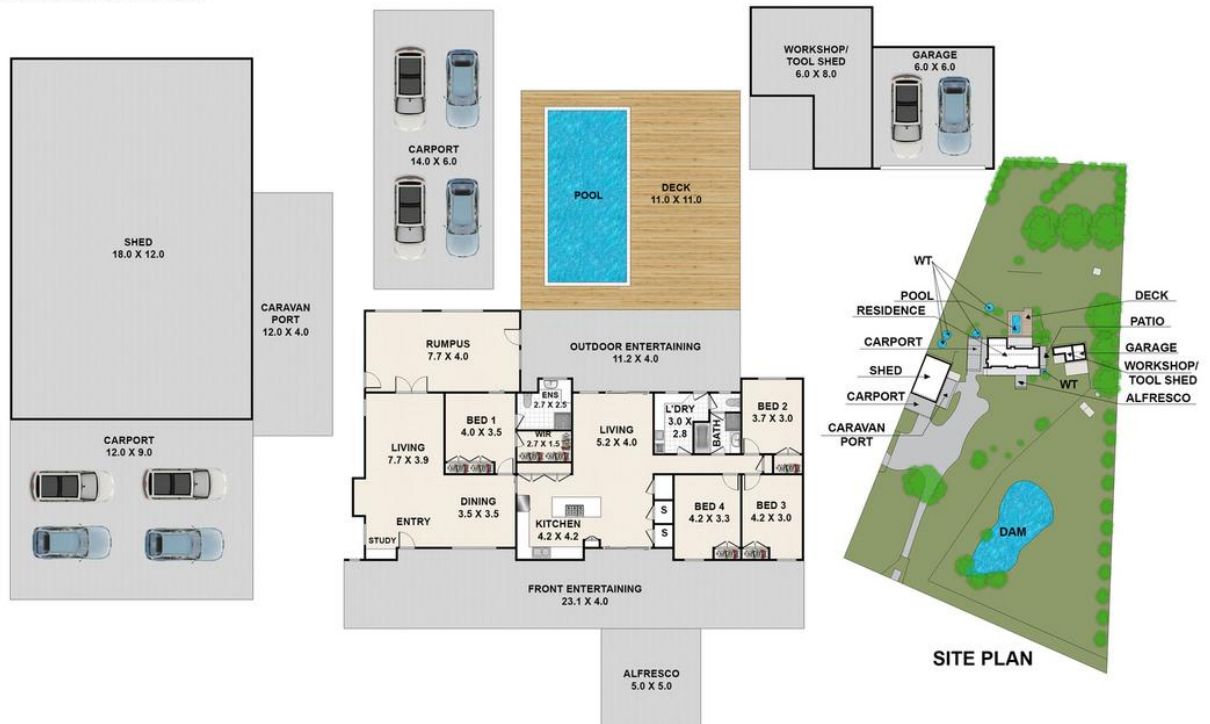 WORKSHOP/
TOOL SHED
6.0 X 8.0
GARAGE
6.0 X 6.0
CARPORT
14.0 X 6.0
POOL
DECK
11.0 X 11.0
SHED
18.0 X 12.0
CARAVAN
PORT
12.0 X 4.0
CARPORT
12.0 X 9.0
RUMPUS
7.7 X 4.0
OUTDOOR ENTERTAINING
11.2 X 4.0
LIVING
7.7 X 3.9
BED 1
4.0 X 3.5
ENS
2.7 X 2.5
WIR
2.7 X 1.5
LIVING
5.2 X 4.0
L'DRY
3.0 X
2.8
BATH
BED 2
3.7 X 3.0
DINING
3.5 X 3.5
ENTRY
STUDY
KITCHEN
4.2 X 4.2
S
S
BED 4
4.2 X 3.3
BED 3
4.2 X 3.0
FRONT ENTERTAINING
23.1 X 4.0
ALFRESCO
5.0 X 5.0
WT
POOL
RESIDENCE
CARPORT
SHED
CARPORT
CARAVAN
PORT
DECK
PATIO
GARAGE
WORKSHOP/
TOOL SHED
WT
ALFRESCO
DAM
SITE PLAN